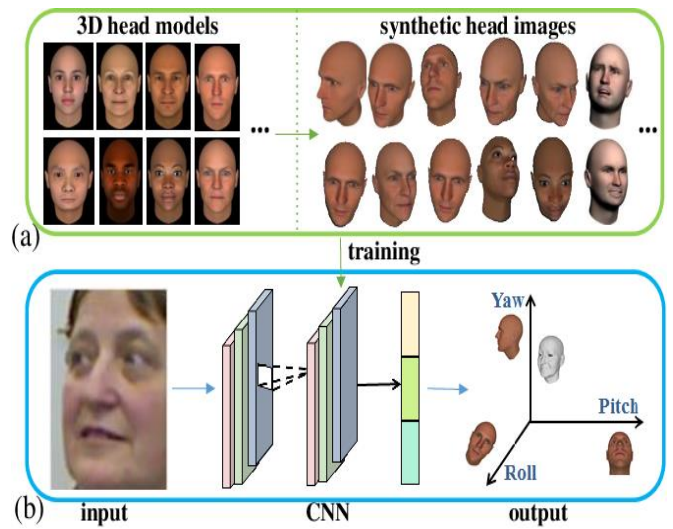 3D head models
synthetic head images
...
...
(a)
training
Yaw
Pitch
Roll
(b)
input
CNN
output